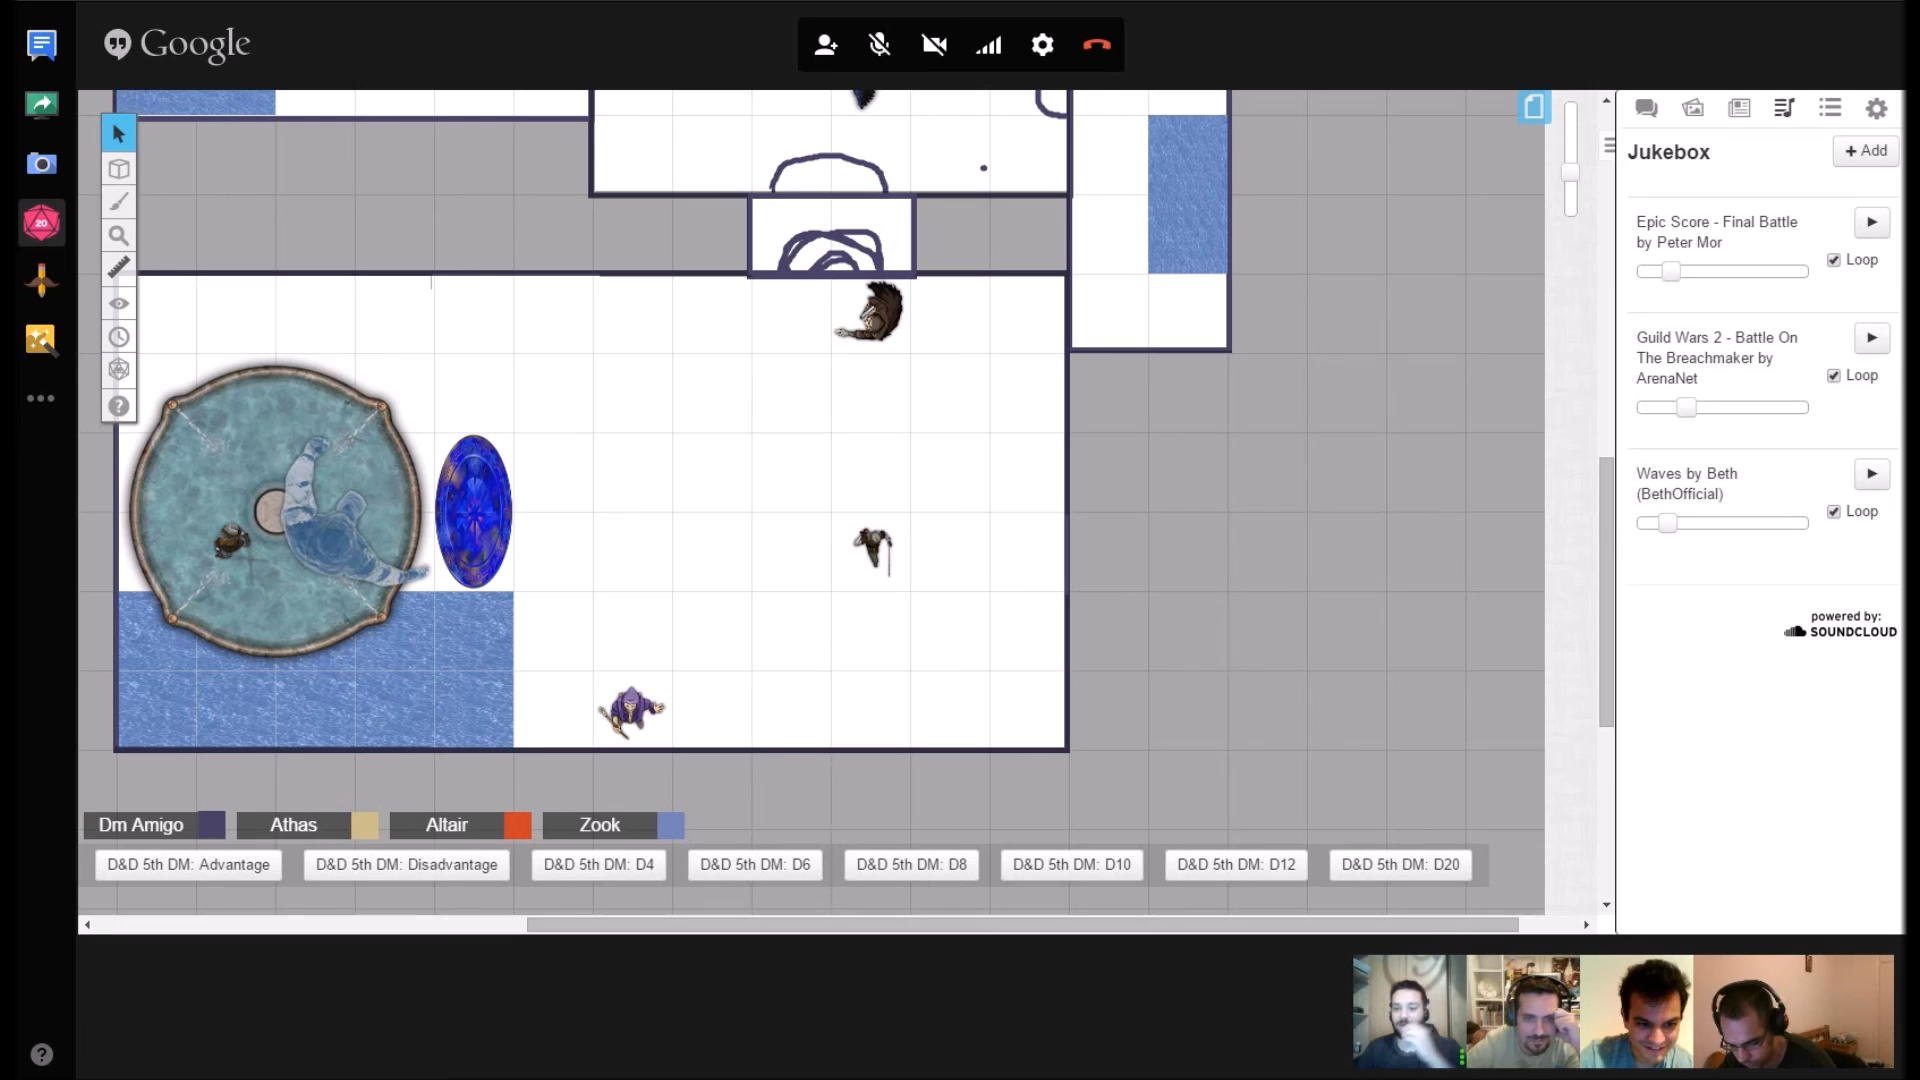 Google
20
Jukebox
+ Add
Epic Score - Final Battle
by Peter Mor
Loop
Guild Wars 2 - Battle On
The Breachmaker by
ArenaNet
Loop
Waves by Beth
(BethOfficial)
Loop
powered by:
SOUNDCLOUD
Dm Amigo
Athas
Altair
Zook
D&D 5th DM: Advantage
D&D 5th DM: Disadvantage
D&D 5th DM: D4
D&D 5th DM: D6
D&D 5th DM: D8
D&D 5th DM: D10
D&D 5th DM: D12
D&D 5th DM: D20